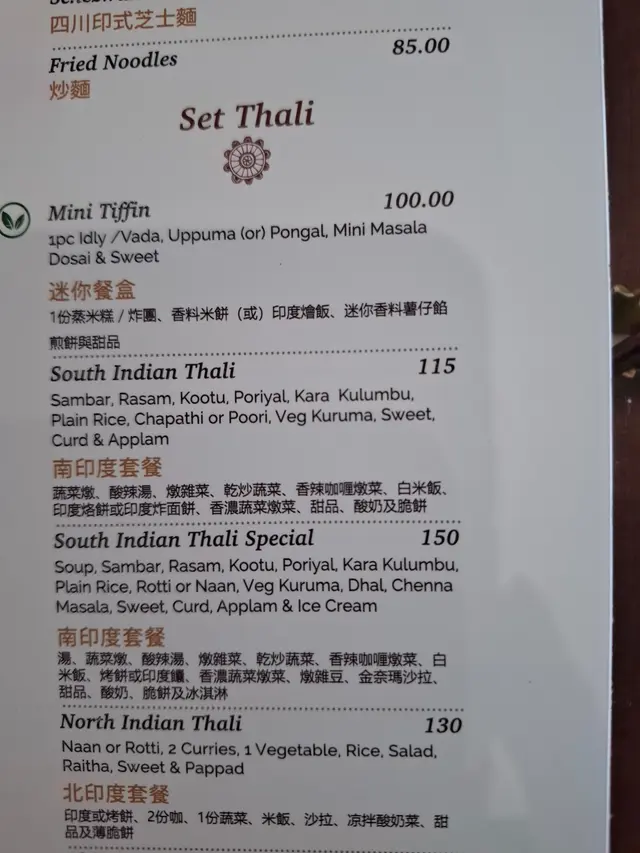 四川印式芝士麵
Fried Noodles 85.00
炒麵
Set Thali
Mini Tiffin 100.00
1pc Idly /Vada, Uppuma (or) Pongal, Mini Masala
Dosai & Sweet
迷你餐盒
1份蒸米糕 / 炸團、香料米餅（或）印度燴飯、迷你香料薯仔餡
煎餅與甜品
South Indian Thali 115
Sambar, Rasam, Kootu, Poriyal, Kara Kulumbu,
Plain Rice, Chapathi or Poori, Veg Kuruma, Sweet,
Curd & Applam
南印度套餐
蔬菜燉、酸辣湯、燉雜菜、乾炒蔬菜、香辣咖喱燉菜、白米飯、
印度烙餅或印度炸面餅、香濃蔬菜燉菜、甜品、酸奶及脆餅
South Indian Thali Special 150
Soup, Sambar, Rasam, Kootu, Poriyal, Kara Kulumbu,
Plain Rice, Rotti or Naan, Veg Kuruma, Dhal, Chenna
Masala, Sweet, Curd, Applam & Ice Cream
南印度套餐
湯、蔬菜燉、酸辣湯、燉雜菜、乾炒蔬菜、香辣咖喱燉菜、白
米飯、烤餅或印度饢、香濃蔬菜燉菜、燉雜豆、金奈瑪沙拉、
甜品、酸奶、脆餅及冰淇淋
North Indian Thali 130
Naan or Rotti, 2 Curries, 1 Vegetable, Rice, Salad,
Raitha, Sweet & Pappad
北印度套餐
印度或烤餅、2份咖、1份蔬菜、米飯、沙拉、凉拌酸奶菜、甜
品及薄脆餅